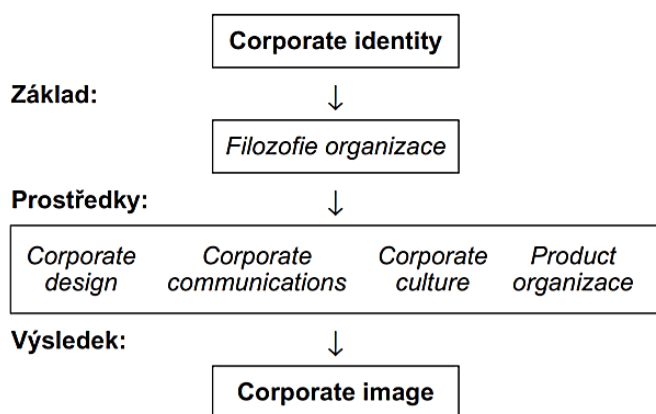 Corporate identity
Základ:
↓
Filozofie organizace
Prostředky:
↓
Corporate design
Corporate communications
Corporate culture
Product organizace
Výsledek:
↓
Corporate image